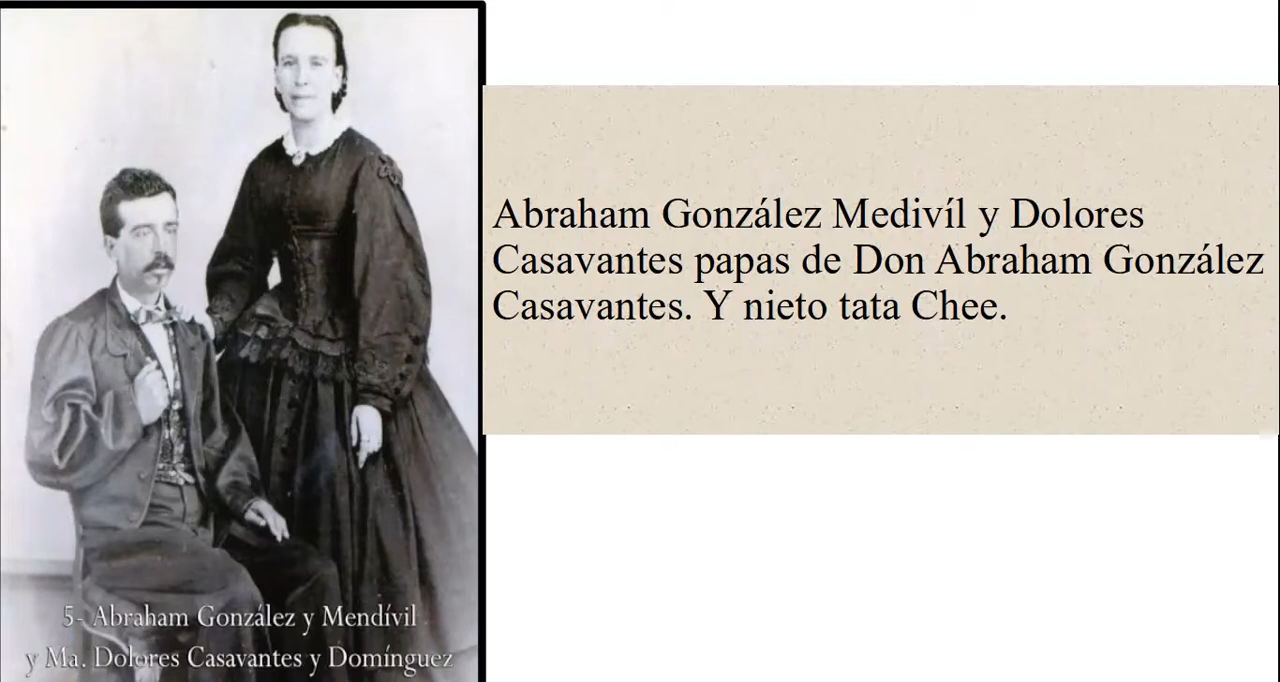 Abraham González Medivíl y Dolores
Casavantes papas de Don Abraham González
Casavantes. Y nieto tata Chee.
5- Abraham González y Mendívil
y Ma. Dolores Casavantes y Domínguez